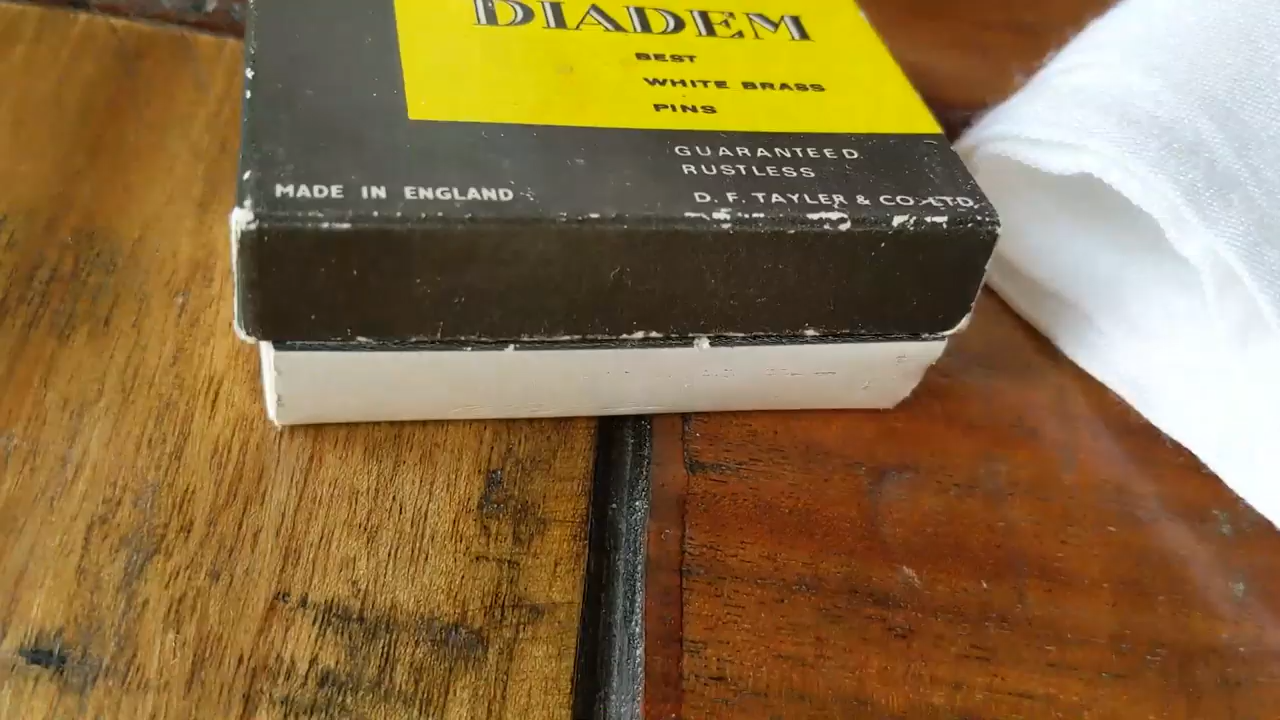 DIADEM
BEST
WHITE BRASS
PINS
GUARANTEED
RUSTLESS
MADE IN ENGLAND
D. F. TAYLER & CO. LTD.